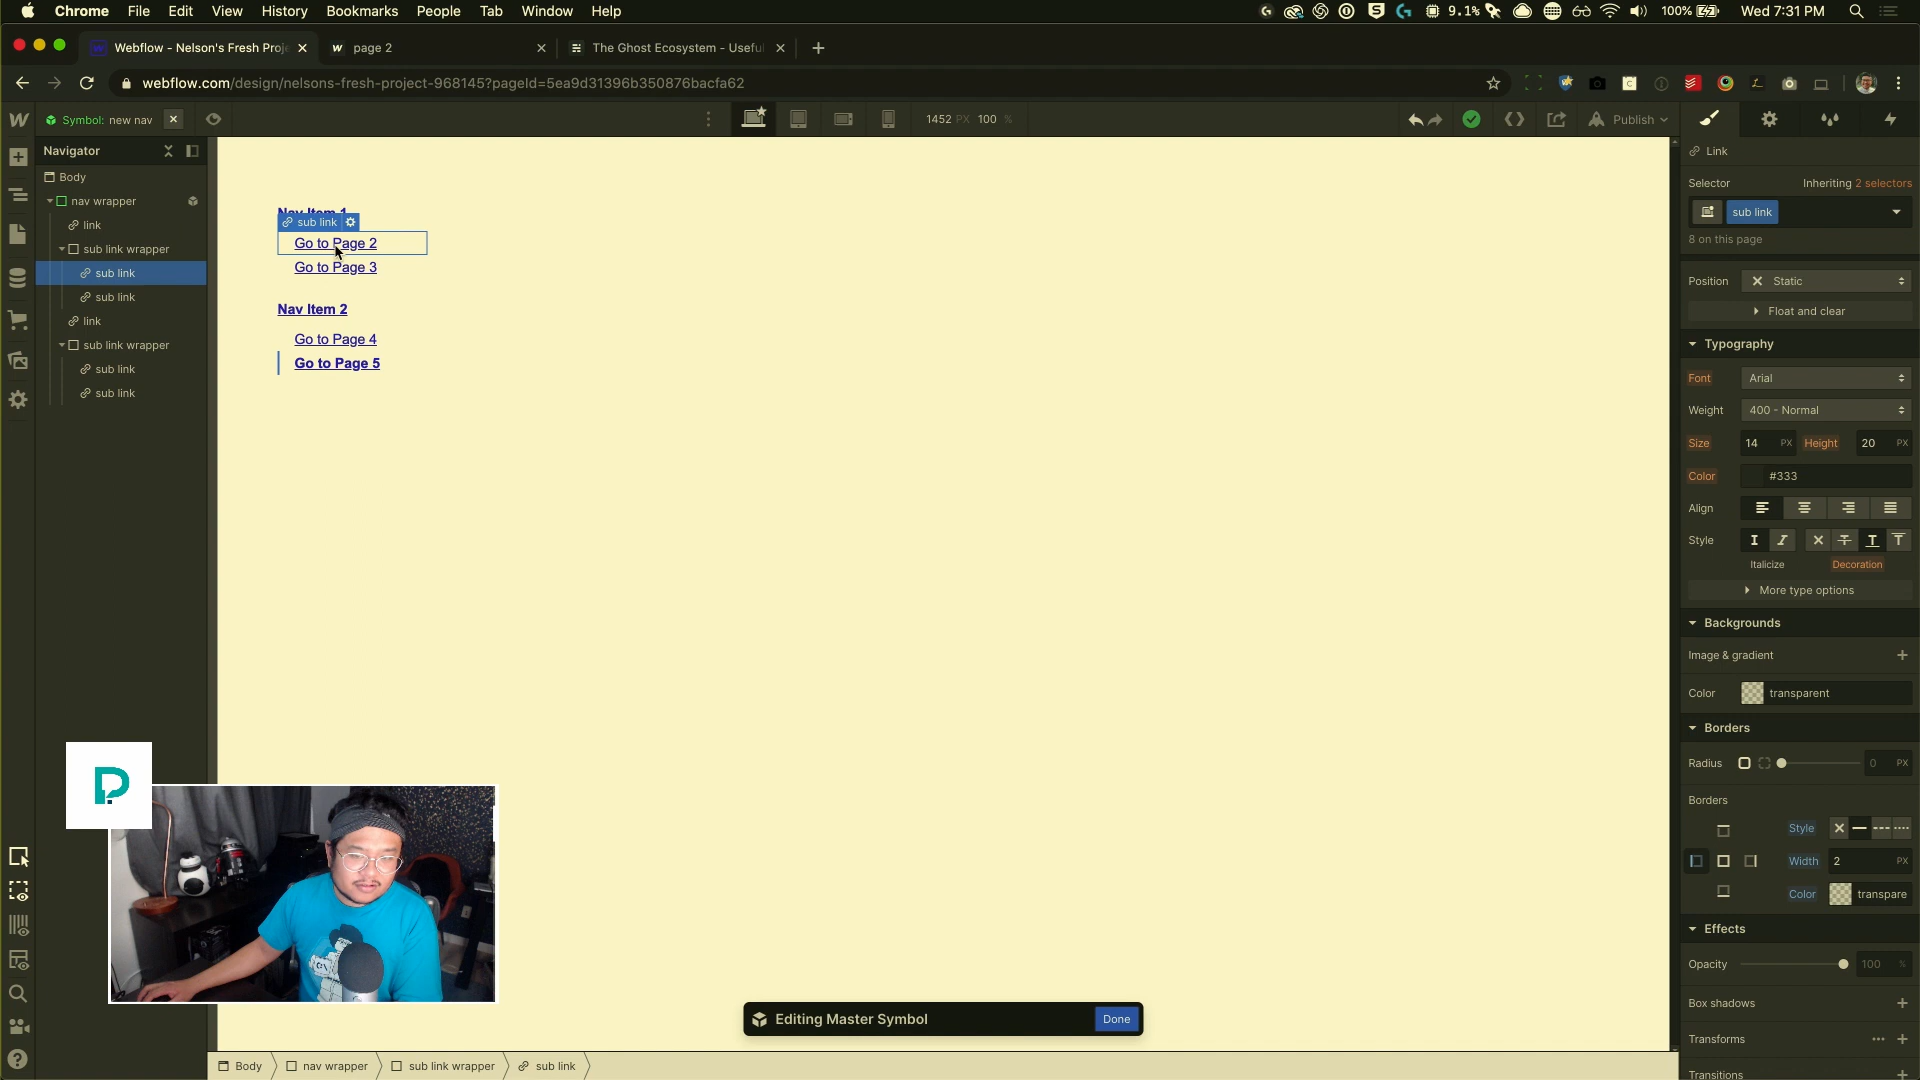 Chrome File Edit View History Bookmarks People Tab Window Help
9.1% 100% Wed 7:31 PM
Webflow - Nelson's Fresh Proje
page 2
The Ghost Ecosystem - Useful
webflow.com/design/nelsons-fresh-project-968145?pageId=5ea9d31396b350876bacfa62
Symbol: new nav
1452 PX 100 %
Publish
Navigator
Body
nav wrapper
link
sub link wrapper
sub link
sub link
link
sub link wrapper
sub link
sub link
Nav Item 1
sub link
Go to Page 2
Go to Page 3
Nav Item 2
Go to Page 4
Go to Page 5
Editing Master Symbol
Done
Body
nav wrapper
sub link wrapper
sub link
Link
Selector Inheriting 2 selectors
sub link
8 on this page
Position Static
Float and clear
Typography
Font Arial
Weight 400 - Normal
Size 14 PX Height 20 PX
Color #333
Align
Style
Italicize Decoration
More type options
Backgrounds
Image & gradient
Color transparent
Borders
Radius 0 PX
Borders
Style
Width 2 PX
Color transpare
Effects
Opacity 100 %
Box shadows
Transforms
Transitions